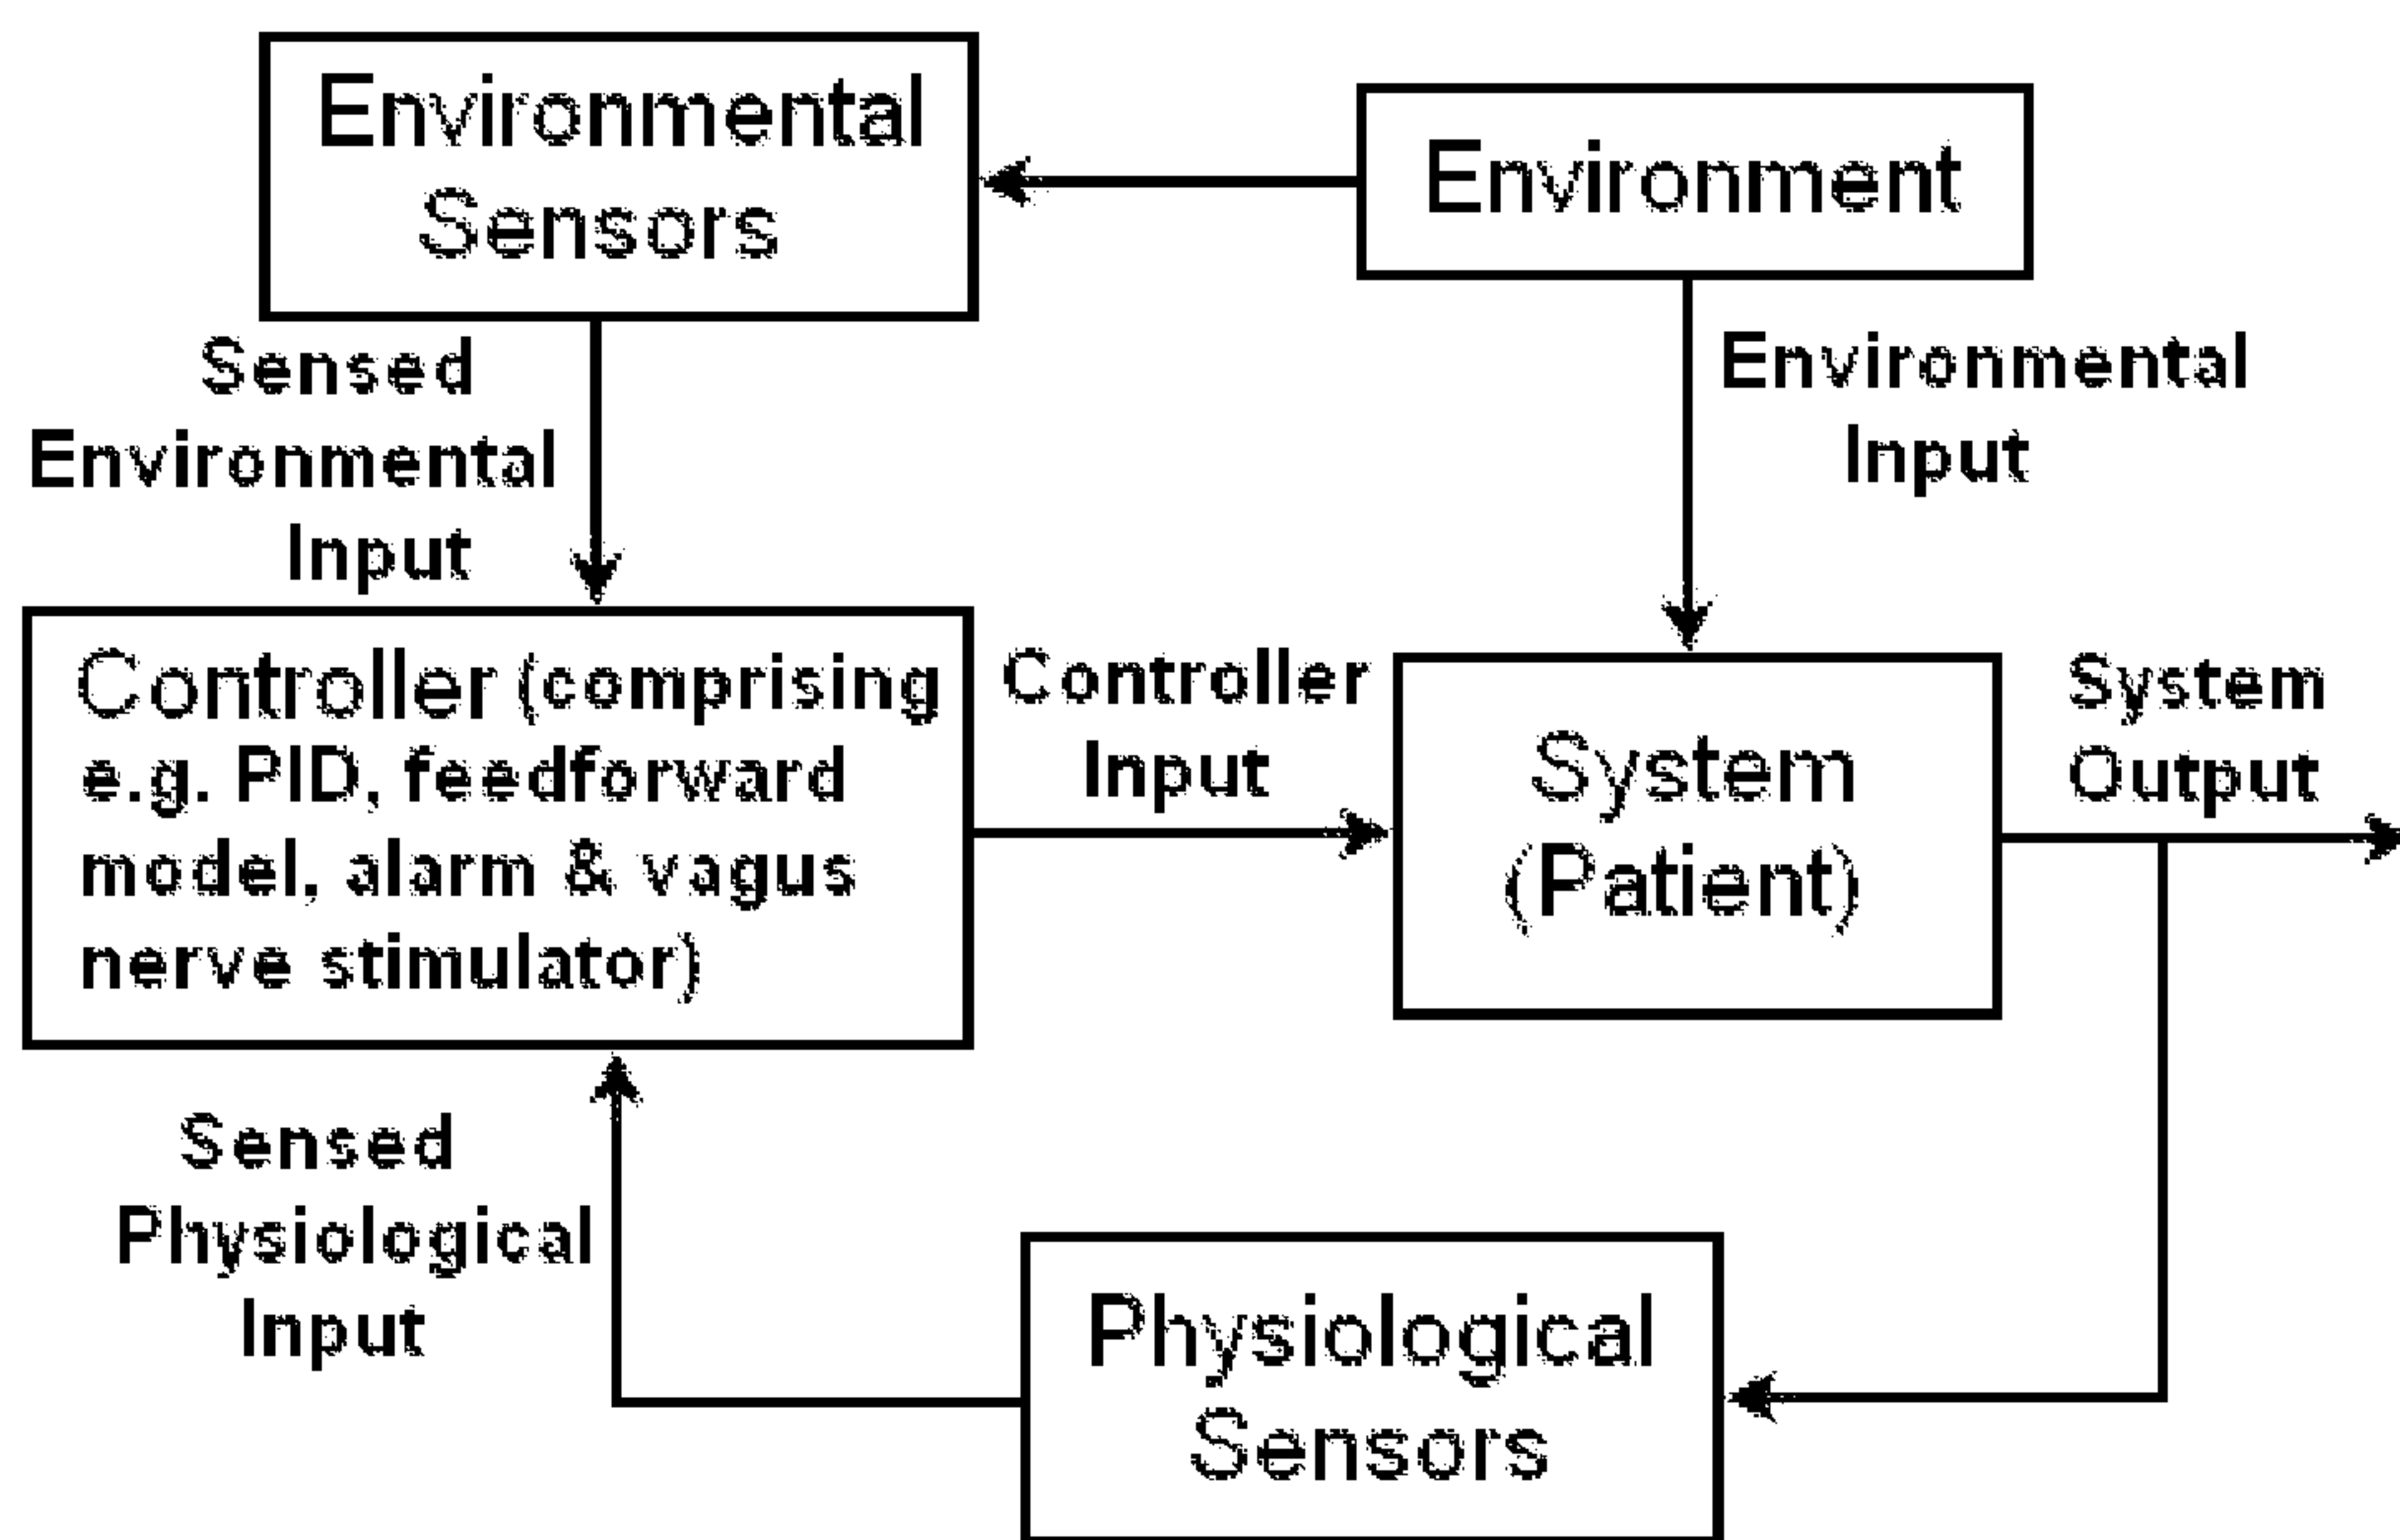 Environmental
Sensors
Environment
Sensed
Environmental
Input
Environmental
Input
Controller (comprising
e.g. PID, feedforward
model, alarm & vagus
nerve stimulator)
Controller
Input
System
(Patient)
System
Output
Sensed
Physiological
Input
Physiological
Sensors